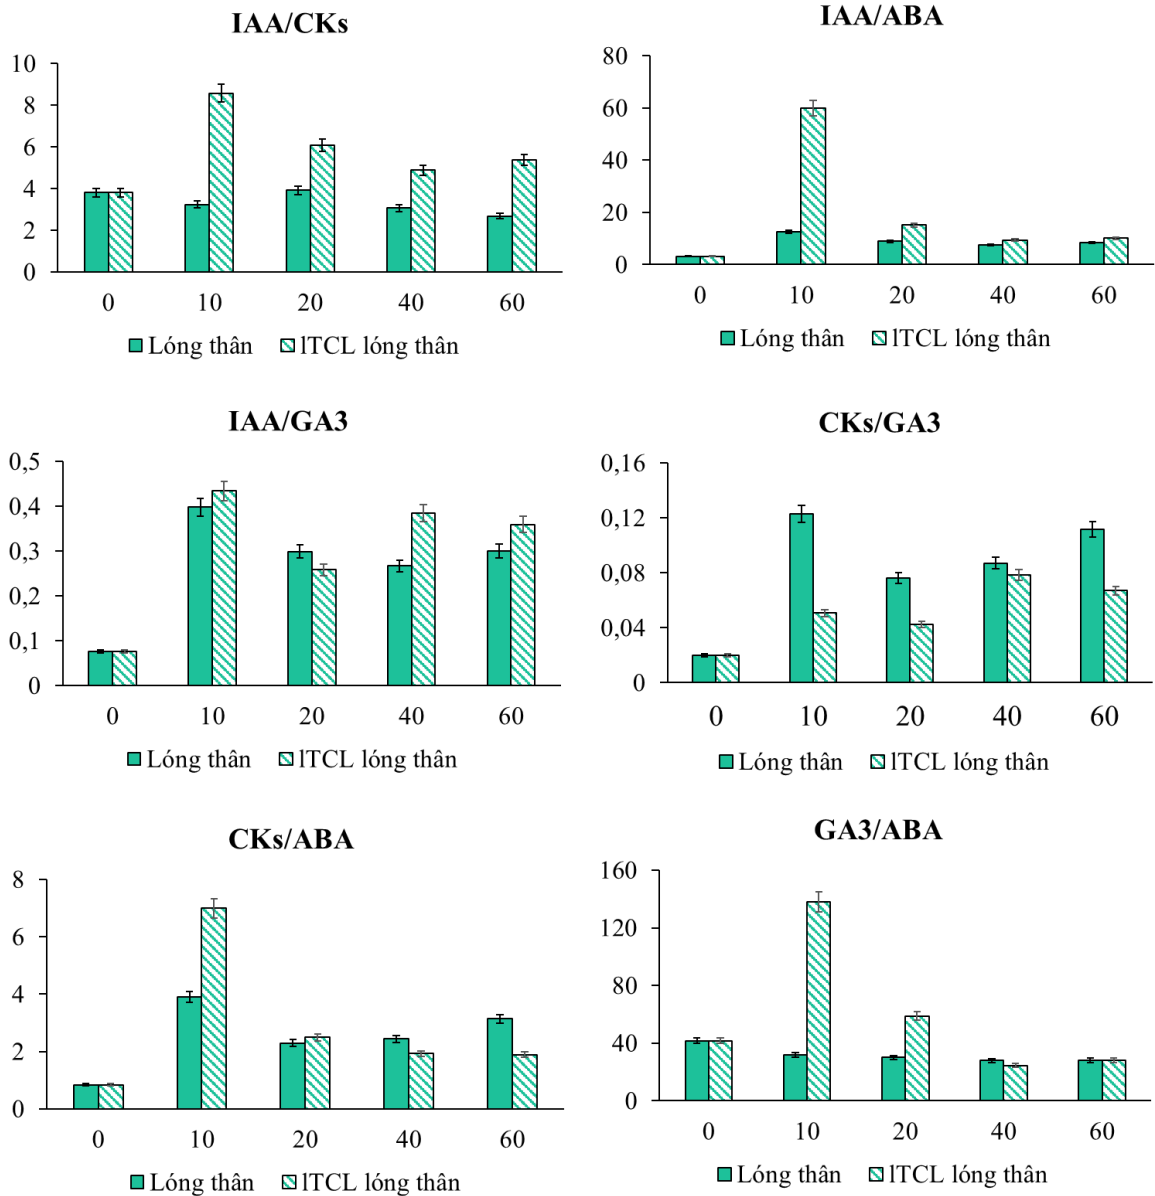 IAA/CKs
10
8
6
4
2
0
0 10 20 40 60
Lóng thân lTCL lóng thân
IAA/ABA
80
60
40
20
0
0 10 20 40 60
Lóng thân lTCL lóng thân
IAA/GA3
0,5
0,4
0,3
0,2
0,1
0
0 10 20 40 60
Lóng thân lTCL lóng thân
CKs/GA3
0,16
0,12
0,08
0,04
0
0 10 20 40 60
Lóng thân lTCL lóng thân
CKs/ABA
8
6
4
2
0
0 10 20 40 60
Lóng thân lTCL lóng thân
GA3/ABA
160
120
80
40
0
0 10 20 40 60
Lóng thân lTCL lóng thân